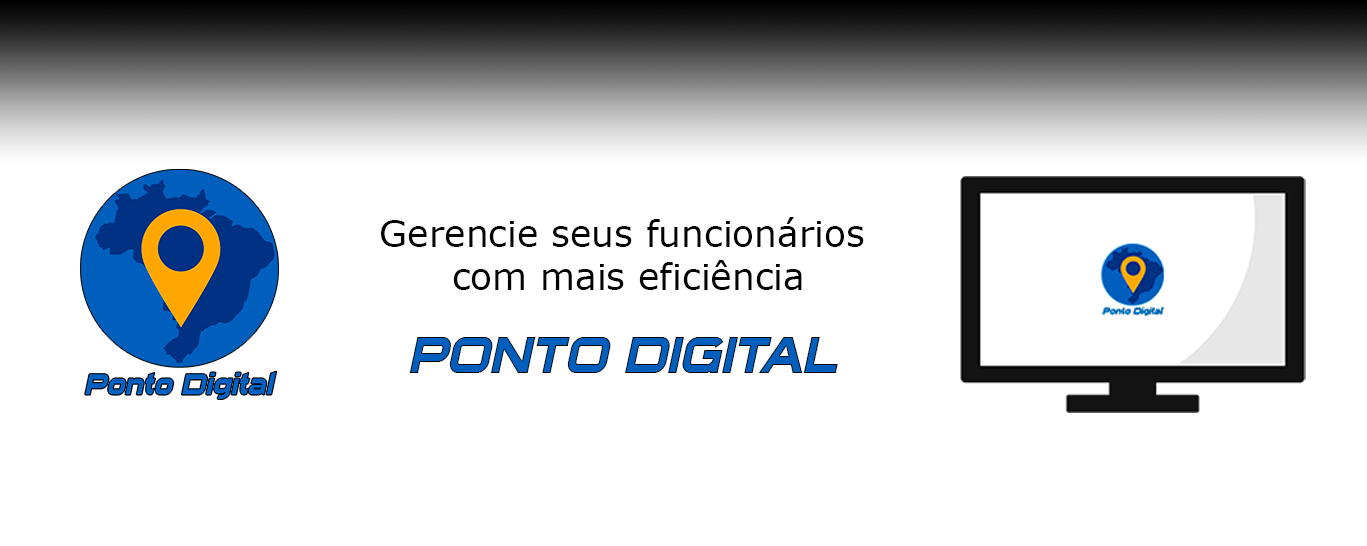 Gerencie seus funcionários
com mais eficiência
PONTO DIGITAL
Ponto Digital
Ponto Digital